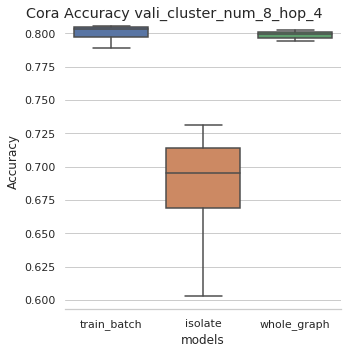 Cora Accuracy vali_cluster_num_8_hop_4
0.800
0.775
0.750
0.725
0.700
0.675
0.650
0.625
0.600
Accuracy
train_batch
isolate
whole_graph
models